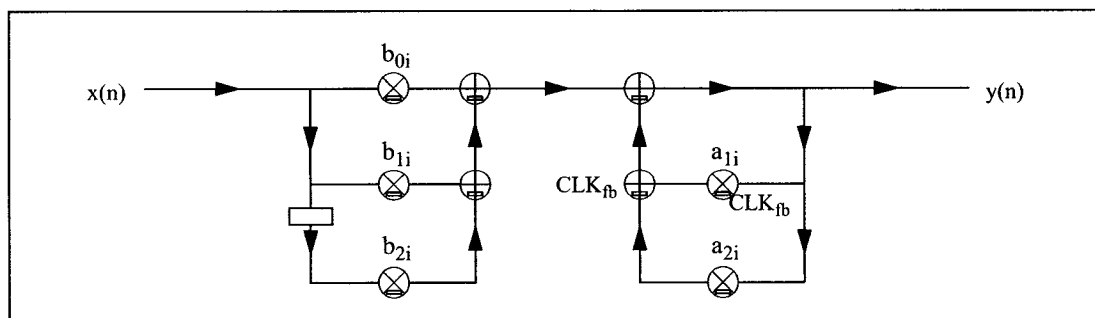 x(n)
b0i
y(n)
b1i
a1i
CLKfb
CLKfb
b2i
a2i